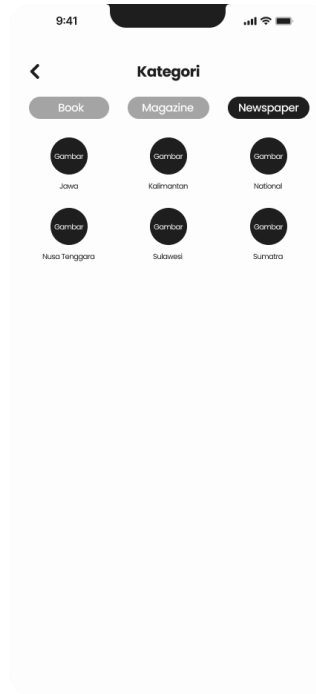 9:41
Kategori
Book Magazine Newspaper
Gambar Gambar Gambar
Jawa Kalimantan National
Gambar Gambar Gambar
Nusa Tenggara Sulawesi Sumatra